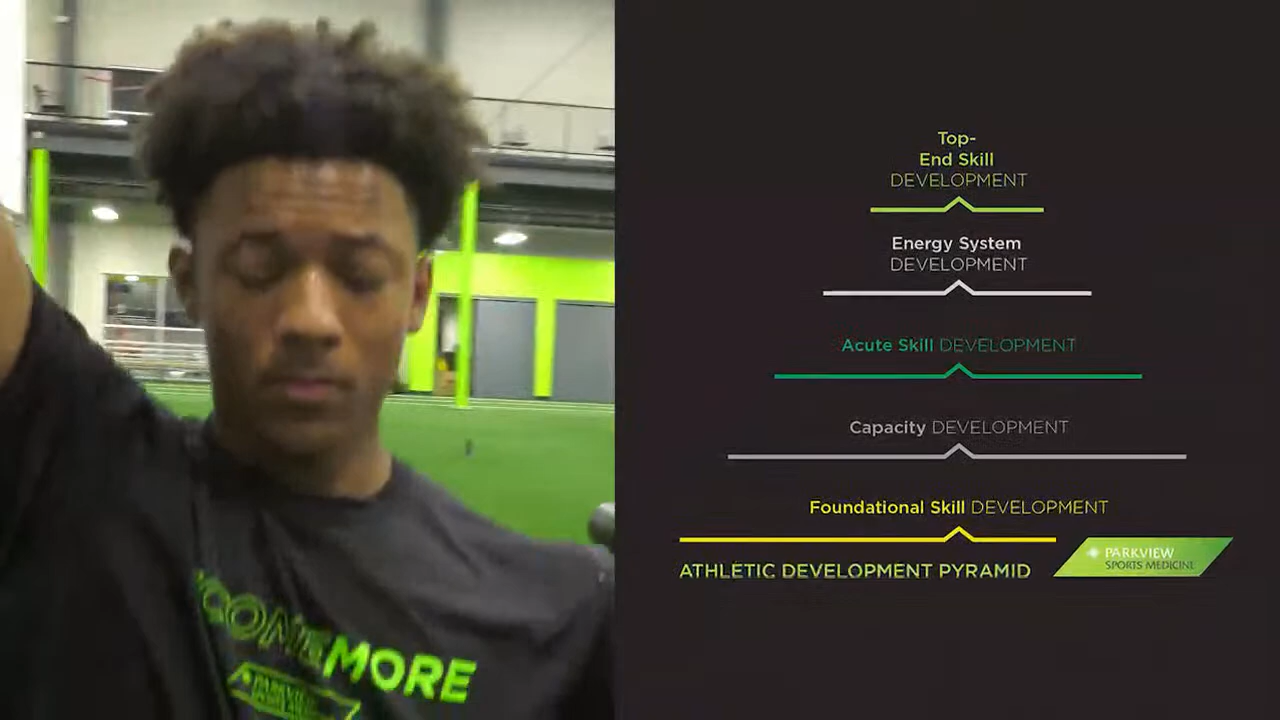 Top-
End Skill
DEVELOPMENT
Energy System
DEVELOPMENT
Acute Skill DEVELOPMENT
Capacity DEVELOPMENT
Foundational Skill DEVELOPMENT
ATHLETIC DEVELOPMENT PYRAMID
PARKVIEW
SPORTS MEDICINE
MORE
PARKVIEW